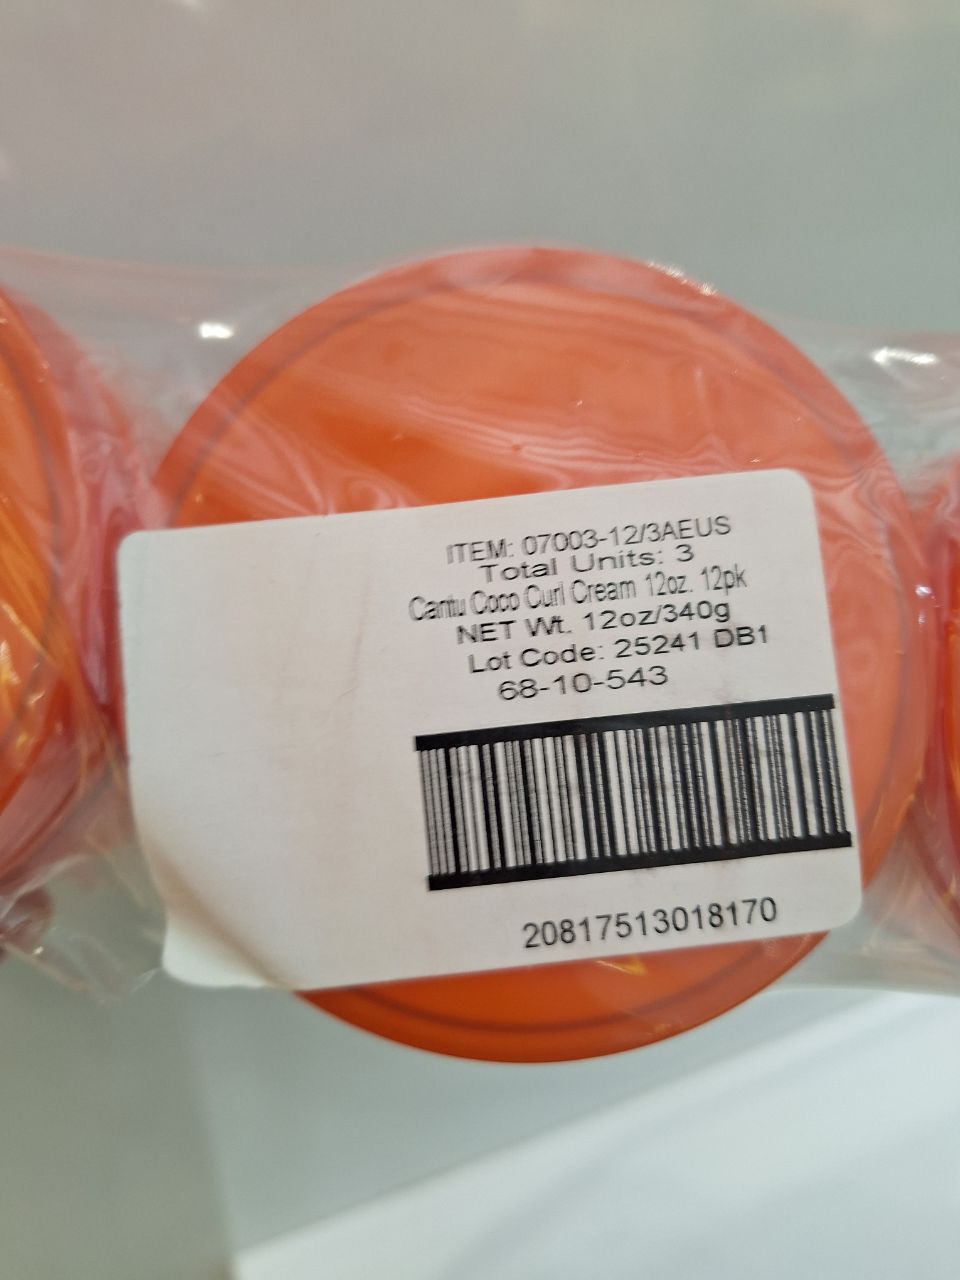 ITEM: 07003-12/3AEUS
Total Units: 3
Cantu Coco Curl Cream 12oz. 12pk
NET Wt. 12oz/340g
Lot Code: 25241 DB1
68-10-543
20817513018170